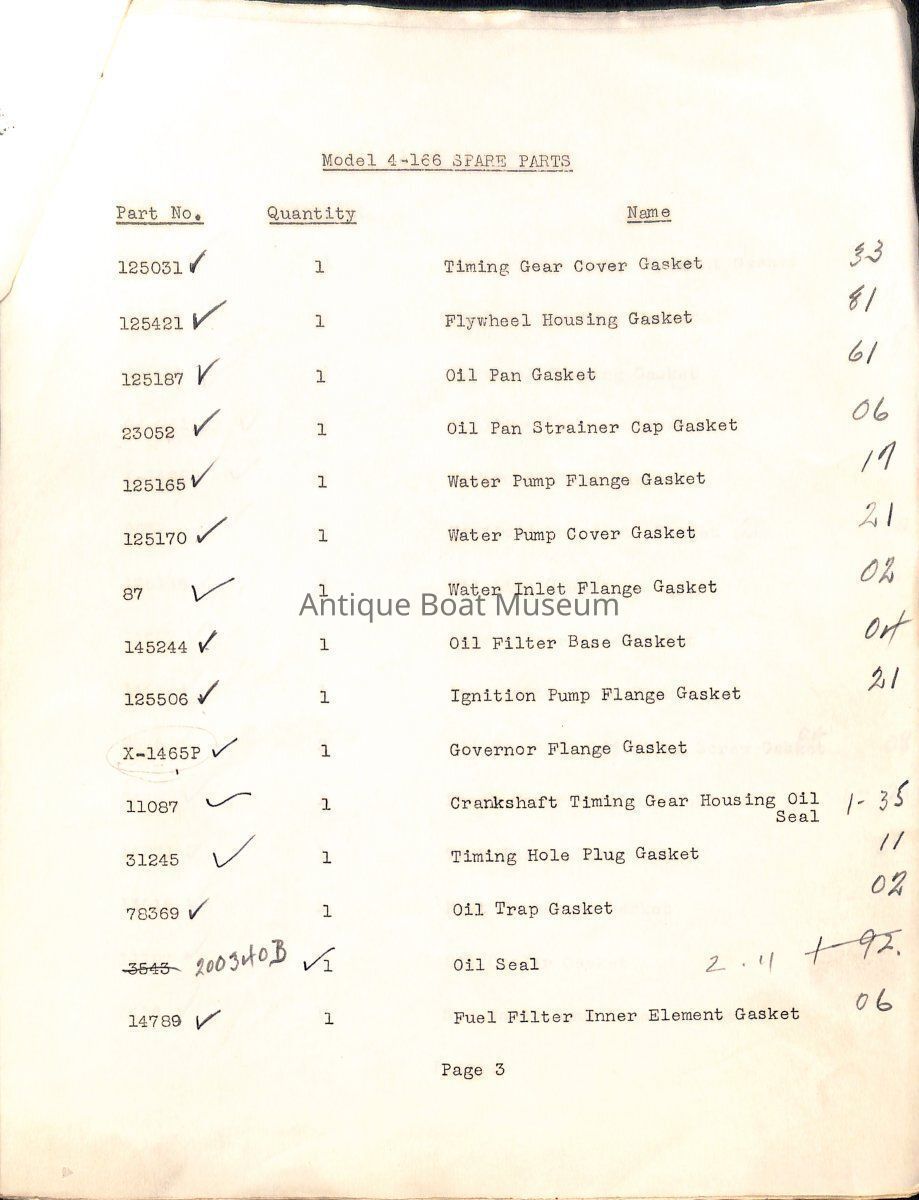 Model 4-166 SPARE PARTS
Part No. Quantity Name
125031 ✓ 1 Timing Gear Cover Gasket 33
125421 ✓ 1 Flywheel Housing Gasket 81
125187 ✓ 1 Oil Pan Gasket 61
23052 ✓ 1 Oil Pan Strainer Cap Gasket 06
125165 ✓ 1 Water Pump Flange Gasket 17
125170 ✓ 1 Water Pump Cover Gasket 21
87 ✓ 1 Water Inlet Flange Gasket 02
Antique Boat Museum
145244 ✓ 1 Oil Filter Base Gasket 04
125506 ✓ 1 Ignition Pump Flange Gasket 21
X-1465P ✓ 1 Governor Flange Gasket
11087 ✓ 1 Crankshaft Timing Gear Housing Oil 1-35
Seal
31245 ✓ 1 Timing Hole Plug Gasket 11
78369 ✓ 1 Oil Trap Gasket 02
3543 200340B ✓ 1 Oil Seal 2.11 1-92.
14789 ✓ 1 Fuel Filter Inner Element Gasket 06
Page 3